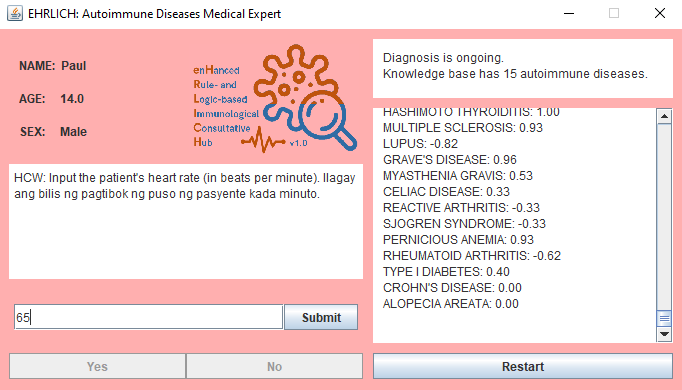 EHRLICH: Autoimmune Diseases Medical Expert
NAME: Paul
AGE: 14.0
SEX: Male
enHanced
Rule- and
Logic-based
Immunological
Consultative
Hub
v1.0
HCW: Input the patient's heart rate (in beats per minute). Ilagay
ang bilis ng pagtibok ng puso ng pasyente kada minuto.
65
Submit
Yes
No
Diagnosis is ongoing.
Knowledge base has 15 autoimmune diseases.
HASHIMOTO THYROIDITIS: 1.00
MULTIPLE SCLEROSIS: 0.93
LUPUS: -0.82
GRAVE'S DISEASE: 0.96
MYASTHENIA GRAVIS: 0.53
CELIAC DISEASE: 0.33
REACTIVE ARTHRITIS: -0.33
SJOGREN SYNDROME: -0.33
PERNICIOUS ANEMIA: 0.93
RHEUMATOID ARTHRITIS: -0.62
TYPE I DIABETES: 0.40
CROHN'S DISEASE: 0.00
ALOPECIA AREATA: 0.00
Restart